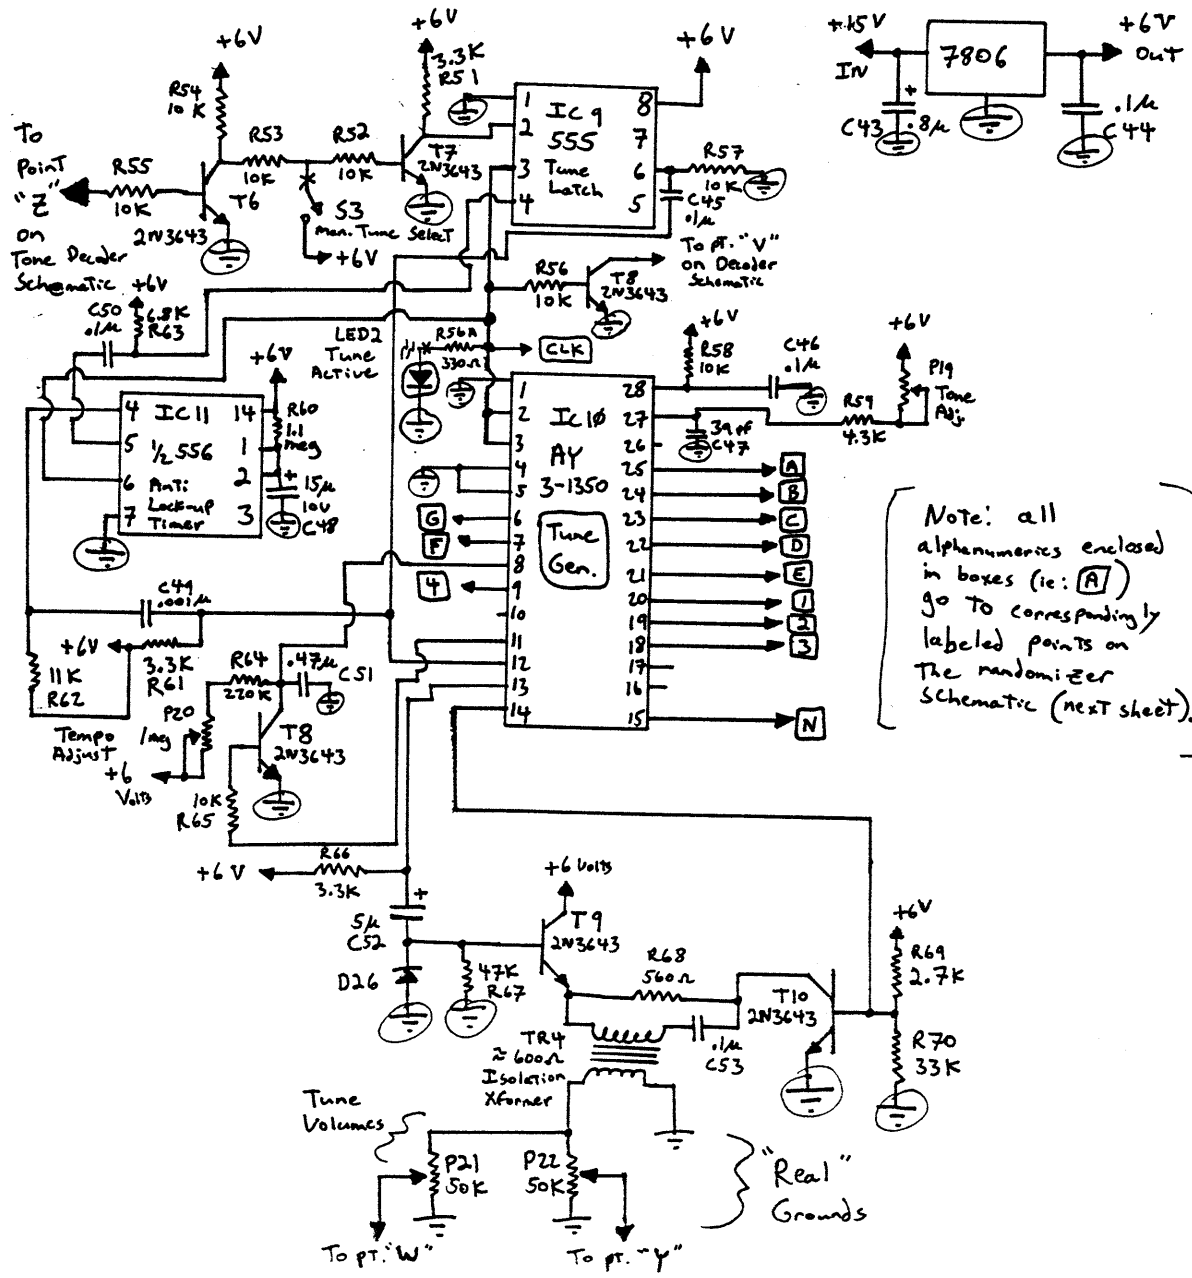 +6V
+6V
+6V
+15V
IN
7806
+6V
Out
C43
.8µ
.1µ
C44
R54
10K
3.3K
R51
To
Point
"Z"
on
Tone Decoder
Schematic
R55
10K
R53
10K
R52
10K
T6
2N3643
T7
2N3643
S3
Man. Tune Select
+6V
1
2
3
4
IC9
555
Tune
Latch
8
7
6
5
R57
10K
C45
.1µ
To pt. "V"
on Decoder
Schematic
R56
10K
T8
2N3643
+6V
6.8K
R63
C50
.1µ
LED2
Tune
Active
R56A
330Ω
CLK
+6V
R58
10K
C46
.1µ
+6V
P19
Tone
Adj.
R59
4.3K
39pf
C47
+6V
R60
1.1
meg
4
5
6
7
IC11
1/2 556
Anti
Lock-up
Timer
14
1
2
3
15µ
10V
C48
1
2
3
4
5
6
7
8
9
10
11
12
13
14
IC10
AY
3-1350
Tune
Gen.
28
27
26
25
24
23
22
21
20
19
18
17
16
15
G
F
4
A
B
C
D
E
1
2
3
N
Note: all
alphenumerics enclosed
in boxes (ie: A)
go to correspondingly
labeled points on
The randomizer
schematic (next sheet).
C49
.001µ
+6V
3.3K
R61
11K
R62
R64
220K
.47µ
C51
P20
1meg
Tempo
Adjust
+6
Volts
T8
2N3643
10K
R65
+6V
R66
3.3K
5µ
C52
D26
47K
R67
+6 Volts
T9
2N3643
R68
560Ω
T10
2N3643
+6V
R69
2.7K
R70
33K
.1µ
C53
TR4
≈600Ω
Isolation
Xformer
Tune
Volumes
P21
50K
P22
50K
"Real"
Grounds
To pt. "W"
To pt. "Y"